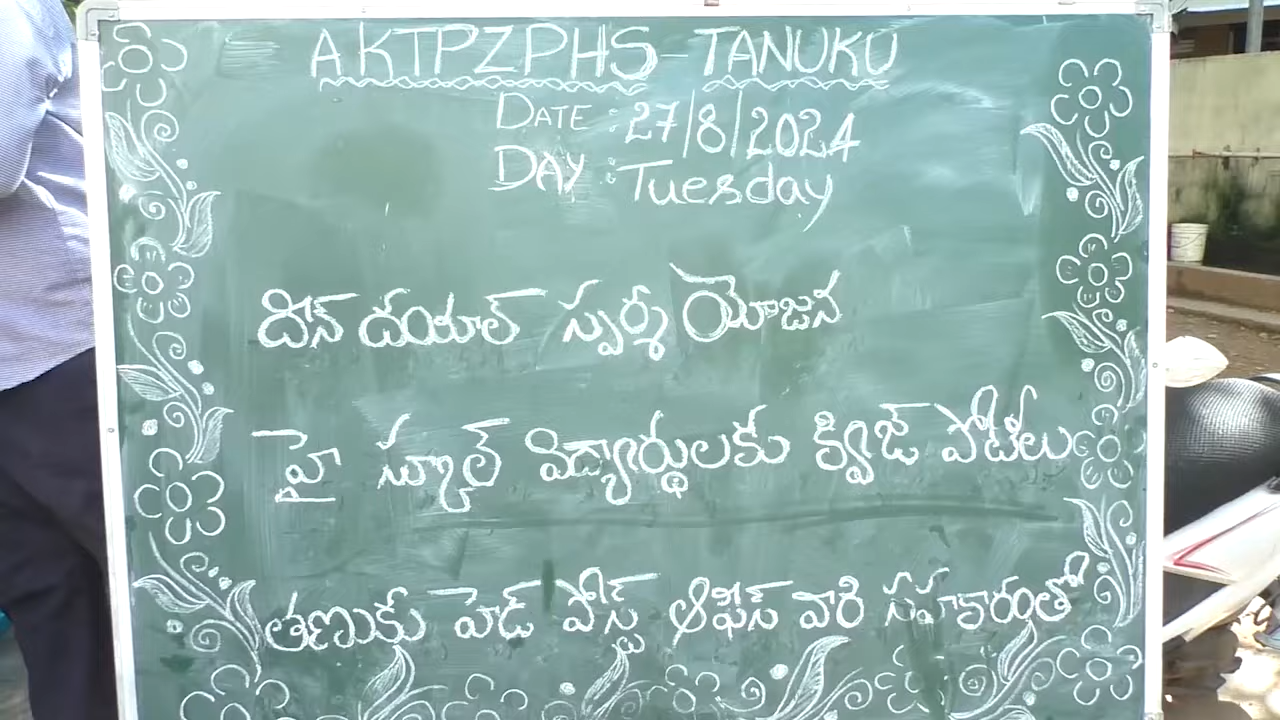 AKTPZPHS-TANUKU
DATE : 27/8/2024
DAY : Tuesday
దీన్ దయాల్ స్పర్శ యోజన
హై స్కూల్ విద్యార్థులకు క్విజ్ పోటీలు
తణుకు హెడ్ పోస్ట్ ఆఫీస్ వారి సహకారంతో